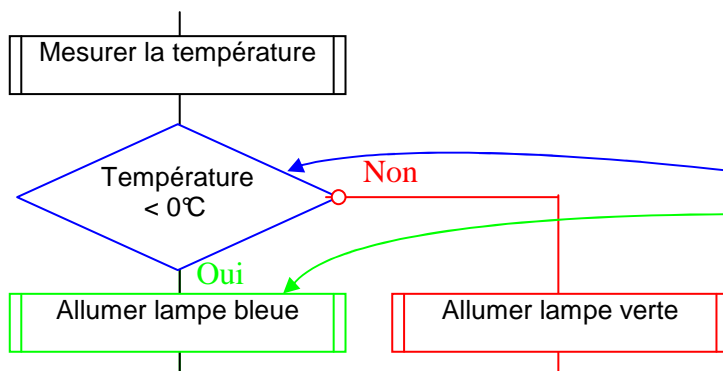 Mesurer la température
Température
< 0°C
Non
Oui
Allumer lampe bleue
Allumer lampe verte